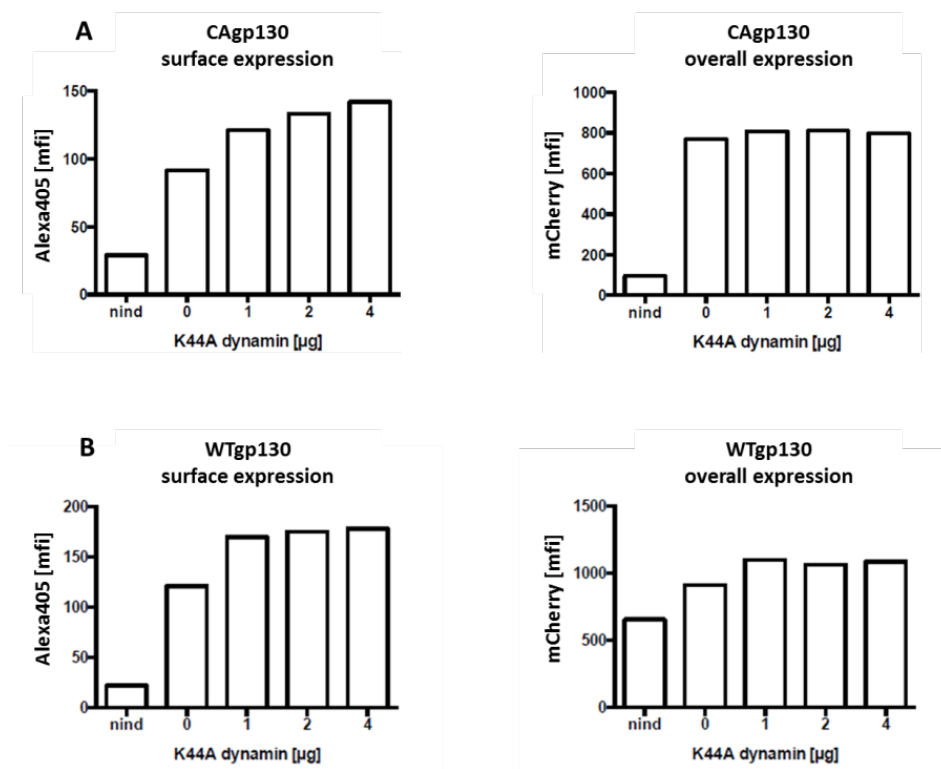 A
CAgp130
surface expression
150
100
50
0
Alexa405 [mfi]
nind 0 1 2 4
K44A dynamin [µg]
CAgp130
overall expression
1000
800
600
400
200
0
mCherry [mfi]
nind 0 1 2 4
K44A dynamin [µg]
B
WTgp130
surface expression
200
150
100
50
0
Alexa405 [mfi]
nind 0 1 2 4
K44A dynamin [µg]
WTgp130
overall expression
1500
1000
500
0
mCherry [mfi]
nind 0 1 2 4
K44A dynamin [µg]